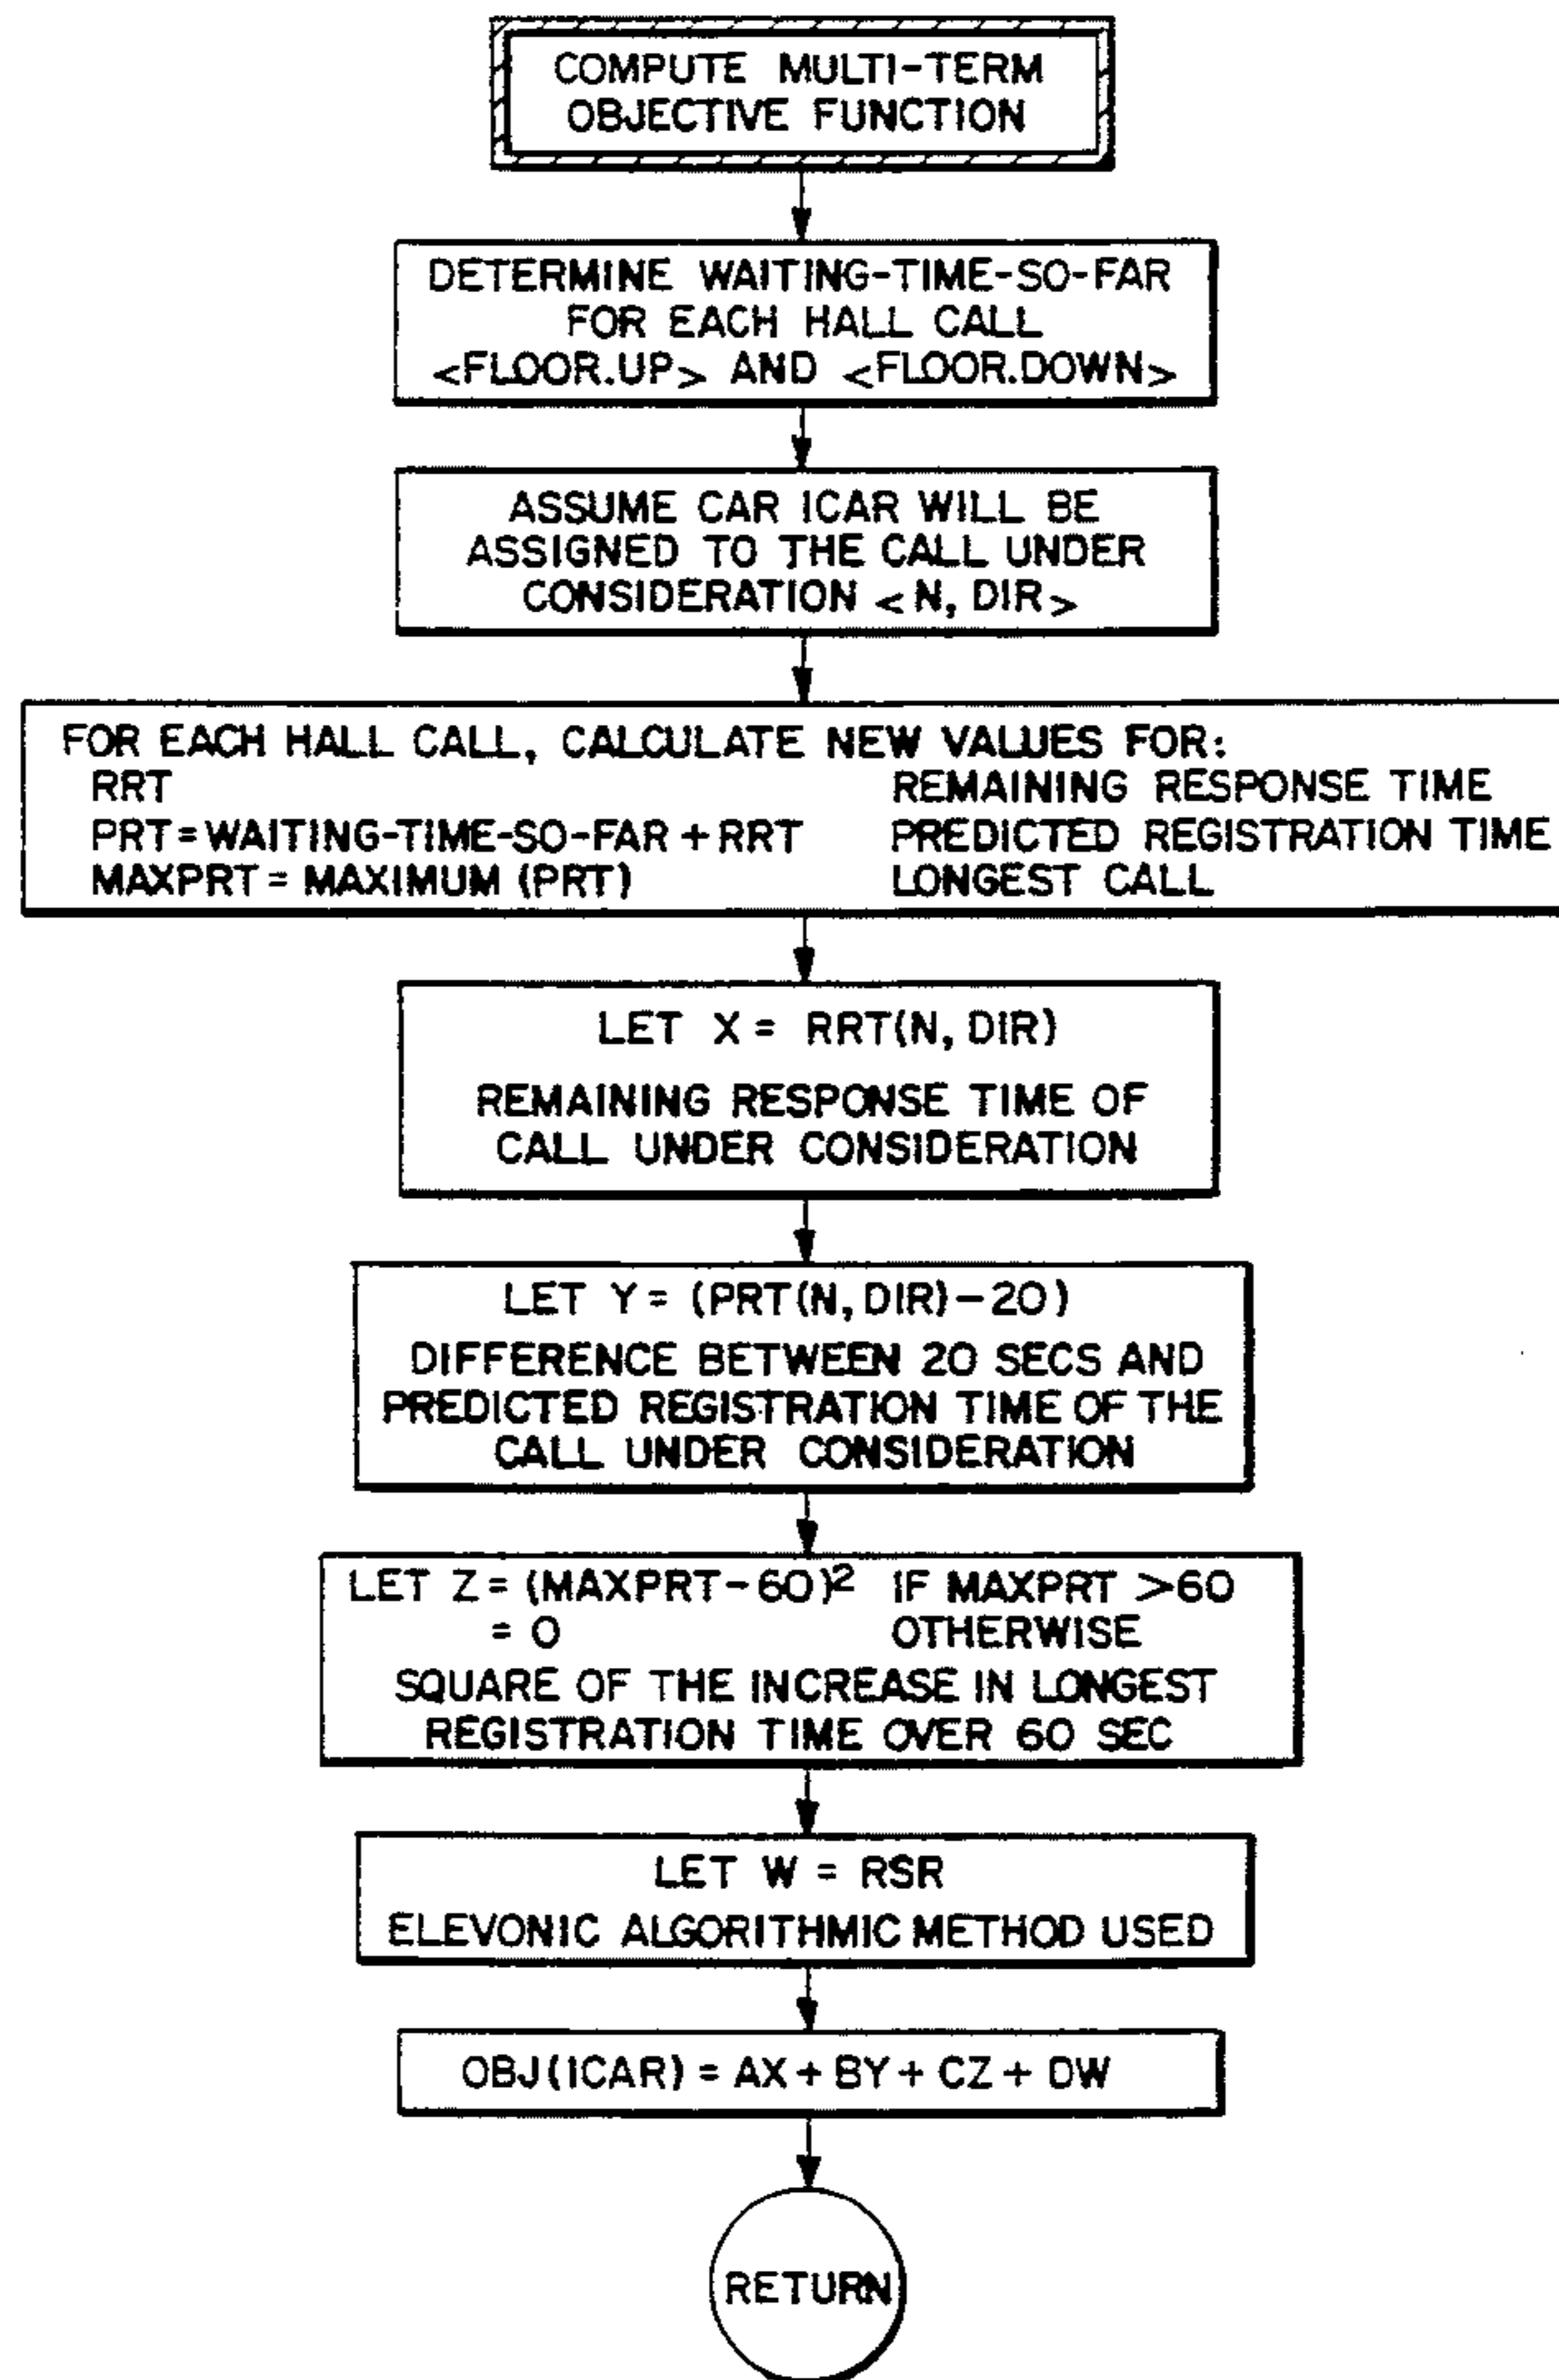 COMPUTE MULTI-TERM
OBJECTIVE FUNCTION
DETERMINE WAITING-TIME-SO-FAR
FOR EACH HALL CALL
<FLOOR.UP> AND <FLOOR.DOWN>
ASSUME CAR ICAR WILL BE
ASSIGNED TO THE CALL UNDER
CONSIDERATION <N, DIR>
FOR EACH HALL CALL, CALCULATE NEW VALUES FOR:
RRT REMAINING RESPONSE TIME
PRT=WAITING-TIME-SO-FAR+RRT PREDICTED REGISTRATION TIME
MAXPRT=MAXIMUM (PRT) LONGEST CALL
LET X = RRT(N, DIR)
REMAINING RESPONSE TIME OF
CALL UNDER CONSIDERATION
LET Y= (PRT(N, DIR)-20)
DIFFERENCE BETWEEN 20 SECS AND
PREDICTED REGISTRATION TIME OF THE
CALL UNDER CONSIDERATION
LET Z=(MAXPRT-60)² IF MAXPRT >60
= 0 OTHERWISE
SQUARE OF THE INCREASE IN LONGEST
REGISTRATION TIME OVER 60 SEC
LET W = RSR
ELEVONIC ALGORITHMIC METHOD USED
OBJ(ICAR) = AX+BY+CZ+DW
RETURN